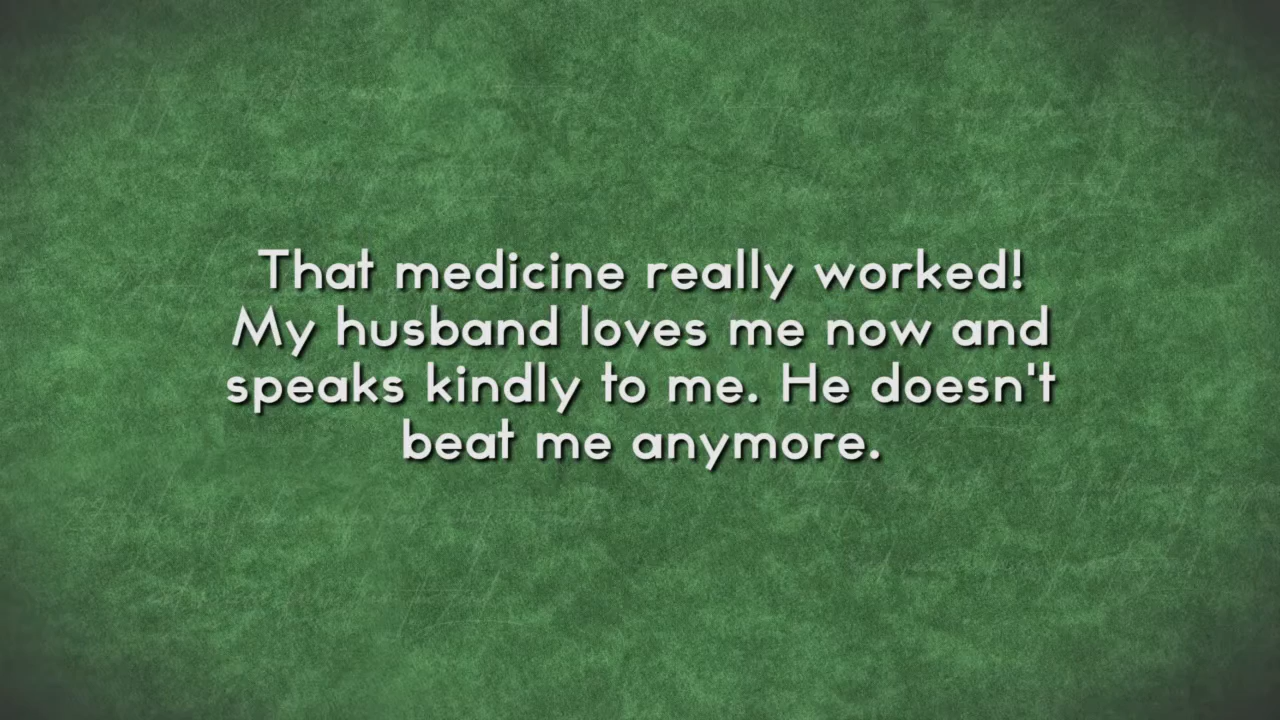 That medicine really worked!
My husband loves me now and
speaks kindly to me. He doesn't
beat me anymore.